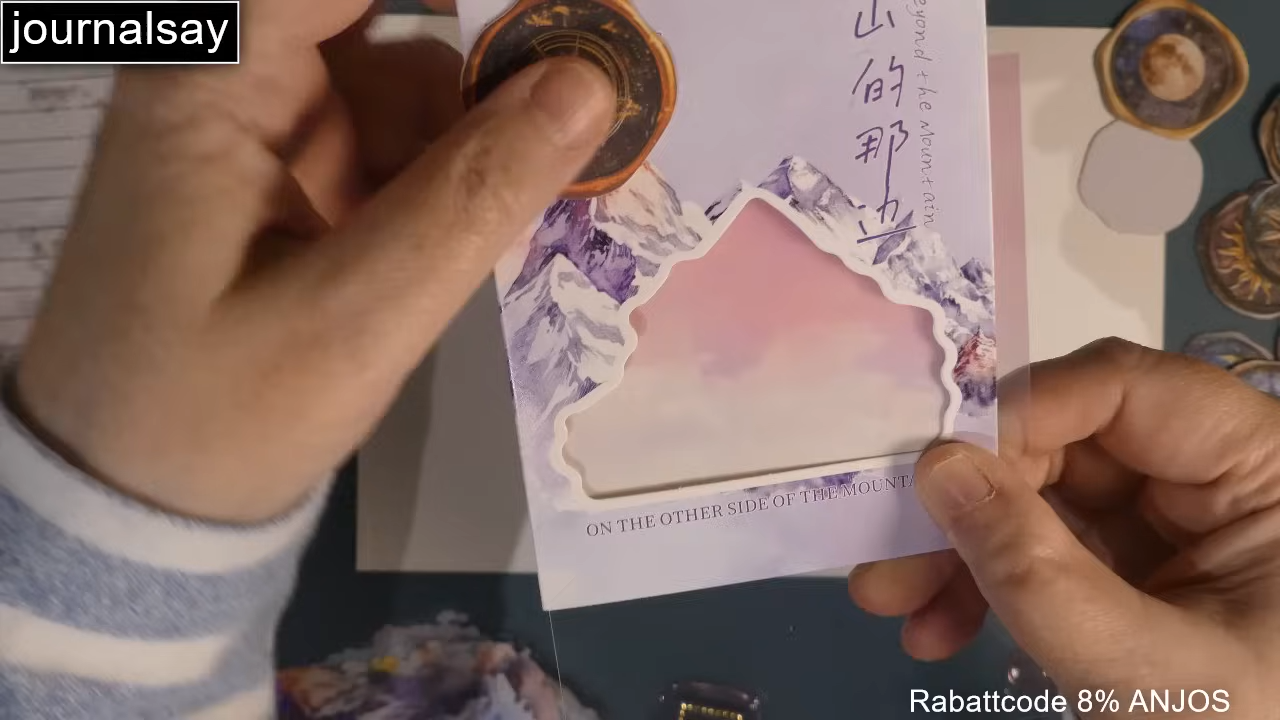 journalsay
山的那边
eyond the Mountain
ON THE OTHER SIDE OF THE MOUNTA
Rabattcode 8% ANJOS